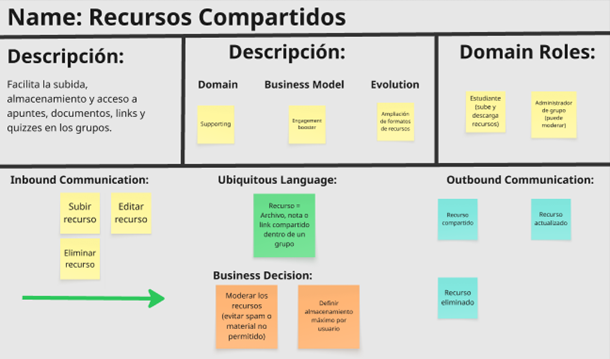 Name: Recursos Compartidos
Descripción:
Facilita la subida,
almacenamiento y acceso a
apuntes, documentos, links y
quizzes en los grupos.
Descripción:
Domain
Business Model
Evolution
Supporting
Engagement
booster
Ampliación
de formatos
de recursos
Domain Roles:
Estudiante
(sube y
descarga
recursos)
Administrador
de grupo
(puede
moderar)
Inbound Communication:
Subir
recurso
Editar
recurso
Eliminar
recurso
Ubiquitous Language:
Recurso =
Archivo, nota o
link compartido
dentro de un
grupo
Business Decision:
Moderar los
recursos
(evitar spam o
material no
permitido)
Definir
almacenamiento
máximo por
usuario
Outbound Communication:
Recurso
compartido
Recurso
actualizado
Recurso
eliminado